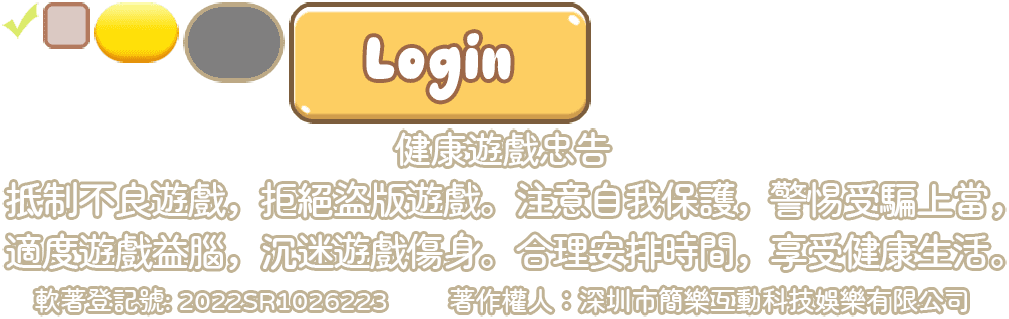 Login
健康遊戲忠告
抵制不良遊戲，拒絕盜版遊戲。注意自我保護，警惕受騙上當，
適度遊戲益腦，沉迷遊戲傷身。合理安排時間，享受健康生活。
軟著登記號: 2022SR1026223 著作權人：深圳市簡樂互動科技娛樂有限公司